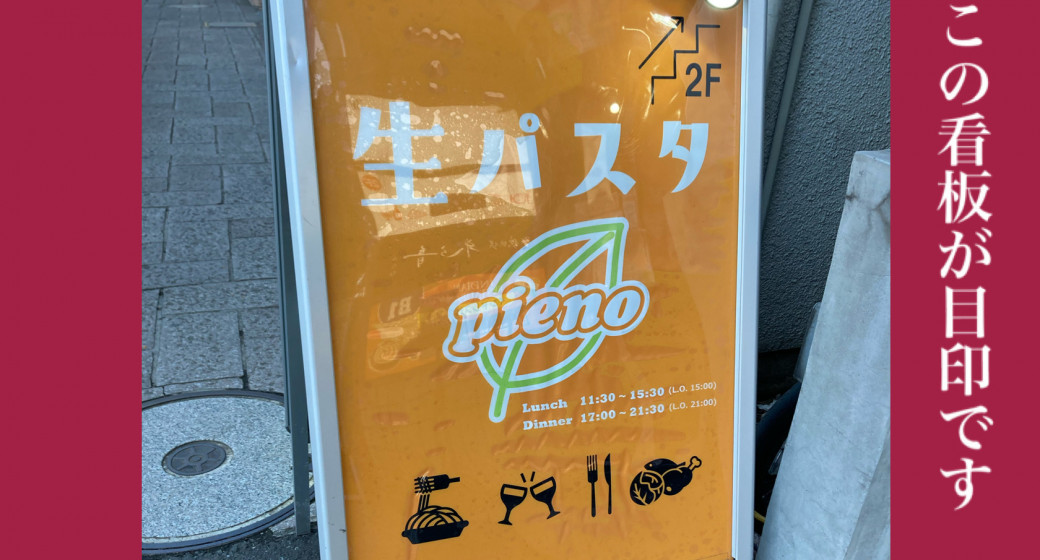 2F
生パスタ
pieno
Lunch 11:30～15:30 (L.O. 15:00)
Dinner 17:00～21:30 (L.O. 21:00)
この看板が目印です